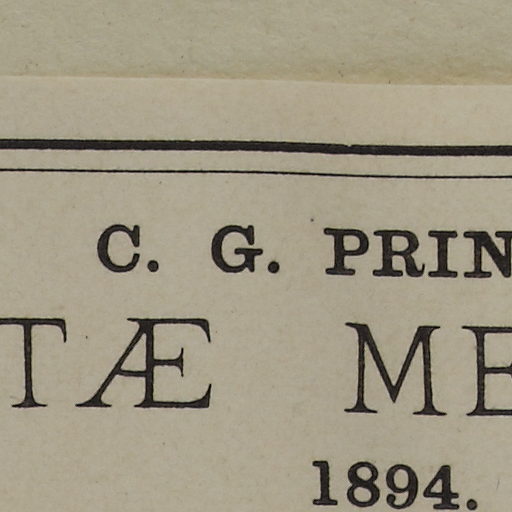 C. G. PRIN
TÆ ME
1894.